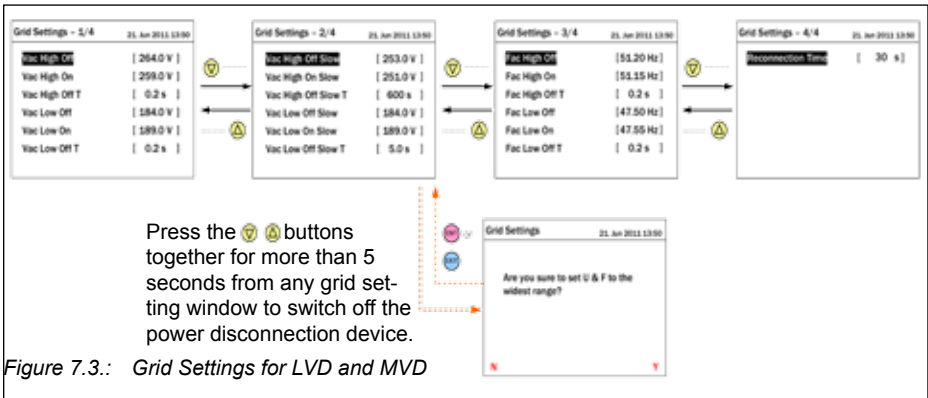 Grid Settings - 1/4 21. Jun 2011 13:50
Vac High Off [ 264.0 V ]
Vac High On [ 259.0 V ]
Vac High Off T [ 0.2 s ]
Vac Low Off [ 184.0 V ]
Vac Low On [ 189.0 V ]
Vac Low Off T [ 0.2 s ]
Grid Settings - 2/4 21. Jun 2011 13:50
Vac High Off Slow [ 253.0 V ]
Vac High On Slow [ 251.0 V ]
Vac High Off Slow T [ 600 s ]
Vac Low Off Slow [ 184.0 V ]
Vac Low On Slow [ 189.0 V ]
Vac Low Off Slow T [ 5.0 s ]
Grid Settings - 3/4 21. Jun 2011 13:50
Fac High Off [51.20 Hz]
Fac High On [51.15 Hz]
Fac High Off T [ 0.2 s ]
Fac Low Off [47.50 Hz]
Fac Low On [47.55 Hz]
Fac Low Off T [ 0.2 s ]
Grid Settings - 4/4 21. Jun 2011 13:50
Reconnection Time [ 30 s]
Press the buttons
together for more than 5
seconds from any grid set-
ting window to switch off the
power disconnection device.
ENT or
EXIT
Grid Settings 21. Jun 2011 13:50
Are you sure to set U & F to the
widest range?
N Y
Figure 7.3.: Grid Settings for LVD and MVD